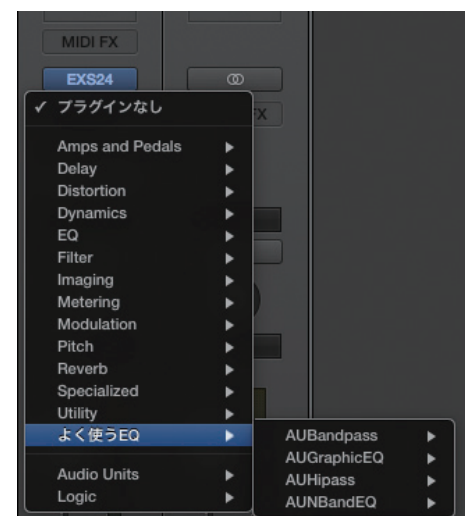 MIDI FX
EXS24
FX
✓ プラグインなし
Amps and Pedals
Delay
Distortion
Dynamics
EQ
Filter
Imaging
Metering
Modulation
Pitch
Reverb
Specialized
Utility
よく使うEQ
AUBandpass
AUGraphicEQ
AUHipass
AUNBandEQ
Audio Units
Logic